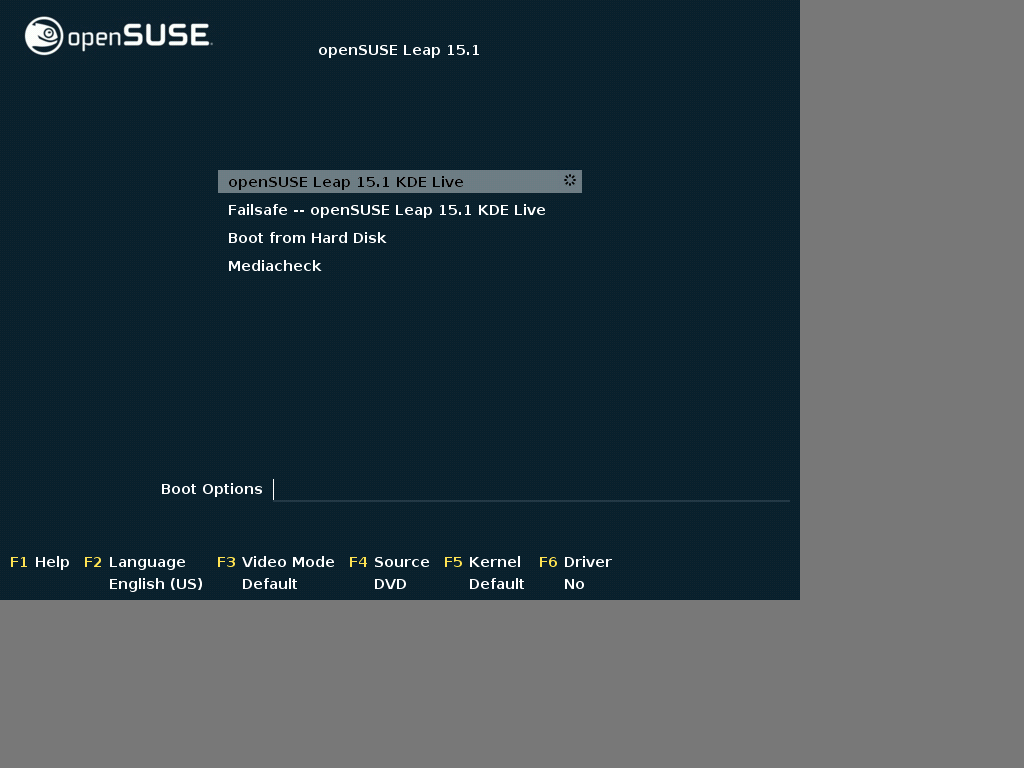 openSUSE
openSUSE Leap 15.1
openSUSE Leap 15.1 KDE Live
Failsafe -- openSUSE Leap 15.1 KDE Live
Boot from Hard Disk
Mediacheck
Boot Options
F1 Help F2 Language F3 Video Mode F4 Source F5 Kernel F6 Driver
English (US) Default DVD Default No